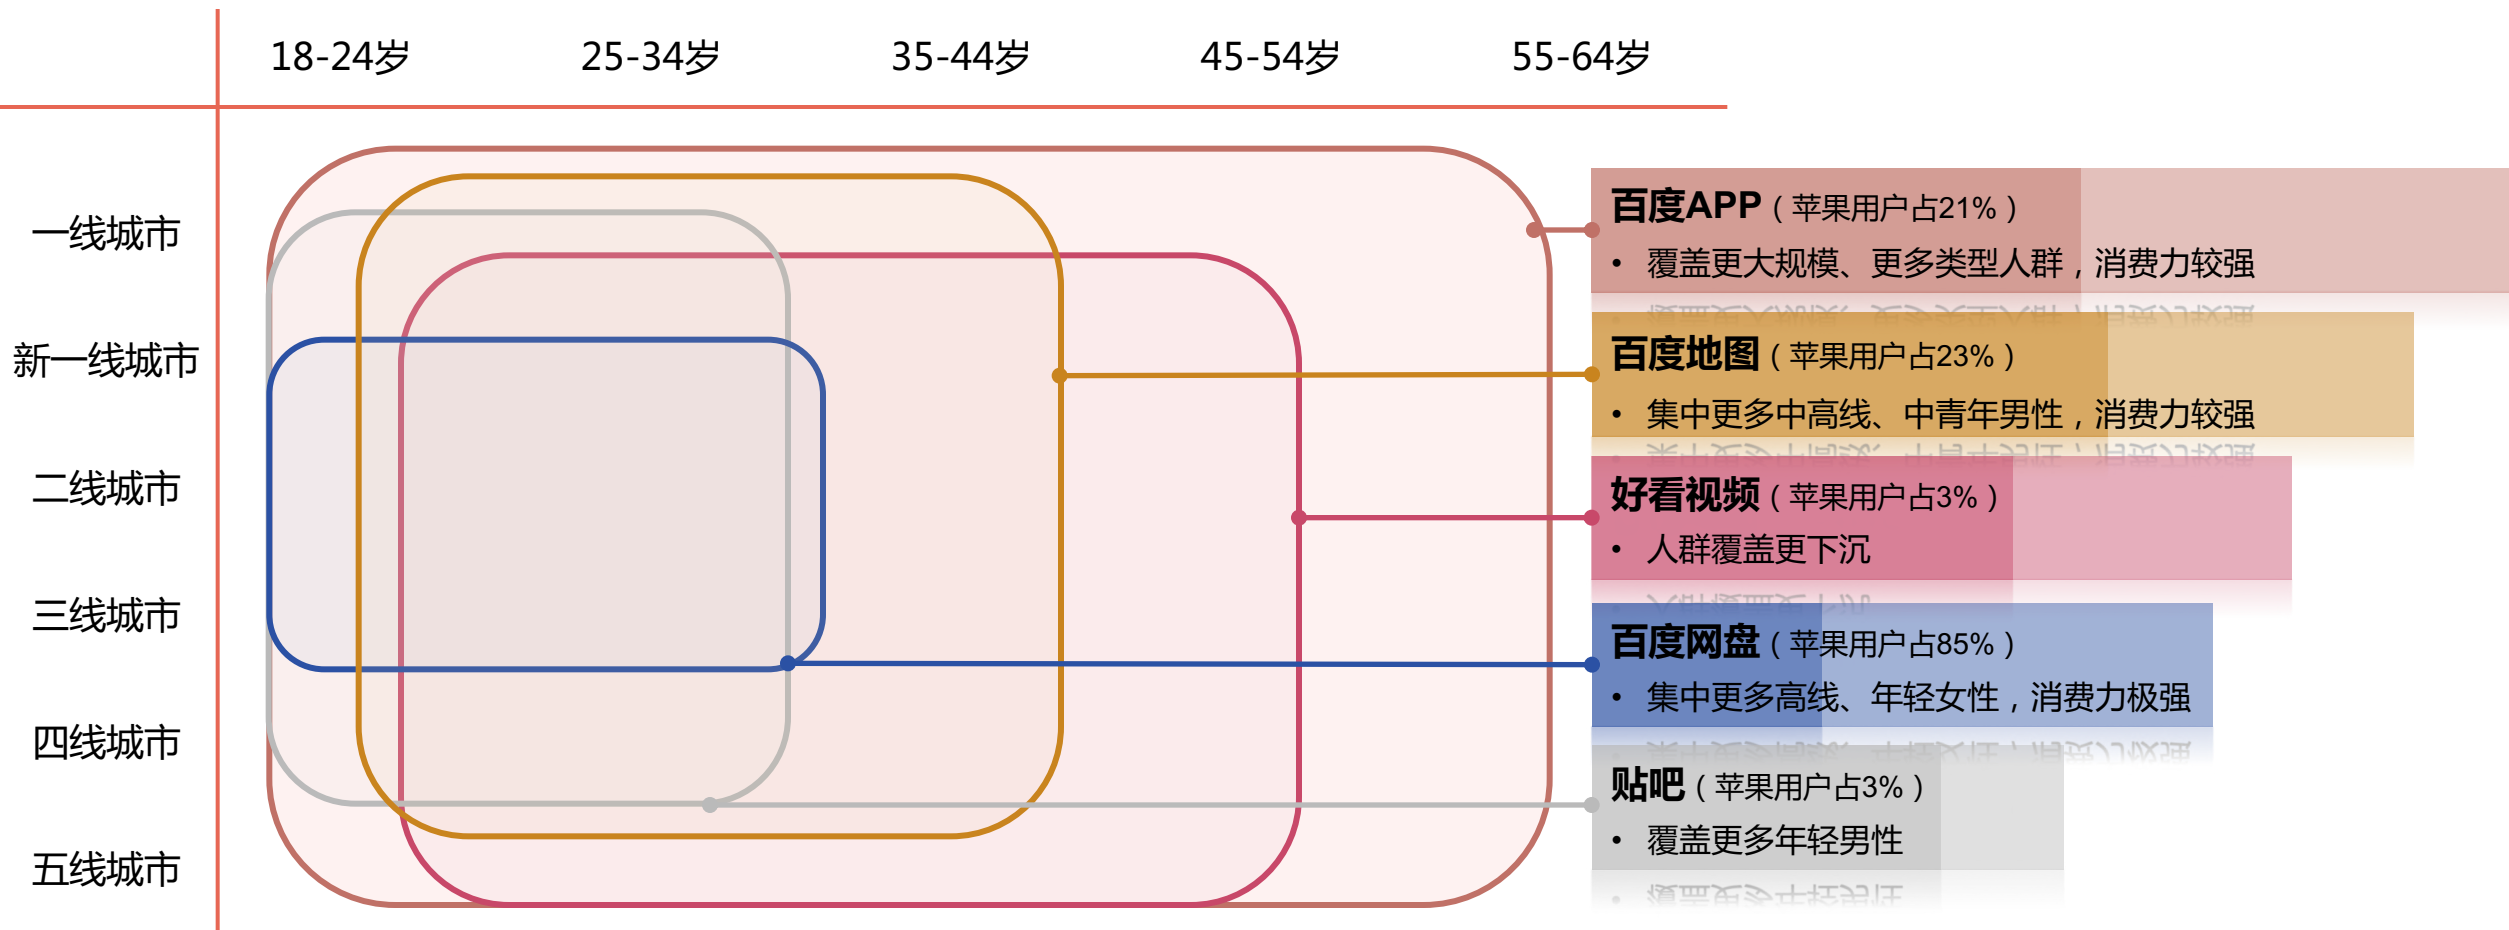 18-24岁 25-34岁 35-44岁 45-54岁 55-64岁
一线城市
新一线城市
二线城市
三线城市
四线城市
五线城市
百度APP（苹果用户占21%）
• 覆盖更大规模、更多类型人群，消费力较强
百度地图（苹果用户占23%）
• 集中更多中高线、中青年男性，消费力较强
好看视频（苹果用户占3%）
• 人群覆盖更下沉
百度网盘（苹果用户占85%）
• 集中更多高线、年轻女性，消费力极强
贴吧（苹果用户占3%）
• 覆盖更多年轻男性